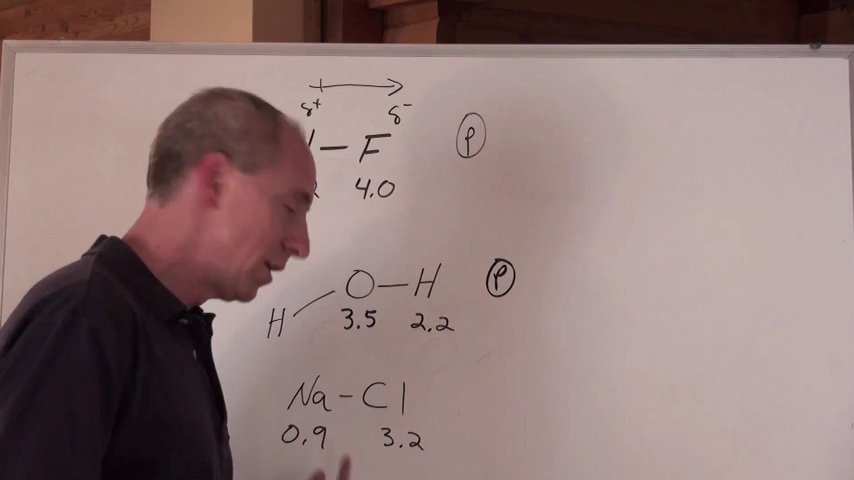 δ+ δ-
— F P
4.0
H — O — H P
3.5 2.2
Na - Cl
0.9 3.2